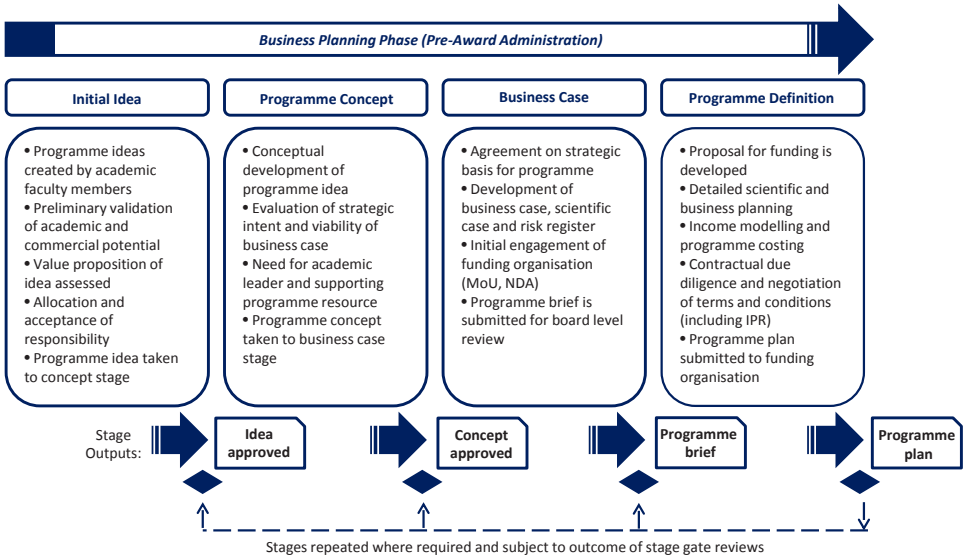 Business Planning Phase (Pre-Award Administration)
Initial Idea
Programme Concept
Business Case
Programme Definition
• Programme ideas
created by academic
faculty members
• Preliminary validation
of academic and
commercial potential
• Value proposition of
idea assessed
• Allocation and
acceptance of
responsibility
• Programme idea taken
to concept stage
• Conceptual
development of
programme idea
• Evaluation of strategic
intent and viability of
business case
• Need for academic
leader and supporting
programme resource
• Programme concept
taken to business case
stage
• Agreement on strategic
basis for programme
• Development of
business case, scientific
case and risk register
• Initial engagement of
funding organisation
(MoU, NDA)
• Programme brief is
submitted for board level
review
• Proposal for funding is
developed
• Detailed scientific and
business planning
• Income modelling and
programme costing
• Contractual due
diligence and negotiation
of terms and conditions
(including IPR)
• Programme plan
submitted to funding
organisation
Stage
Outputs:
Idea
approved
Concept
approved
Programme
brief
Programme
plan
Stages repeated where required and subject to outcome of stage gate reviews